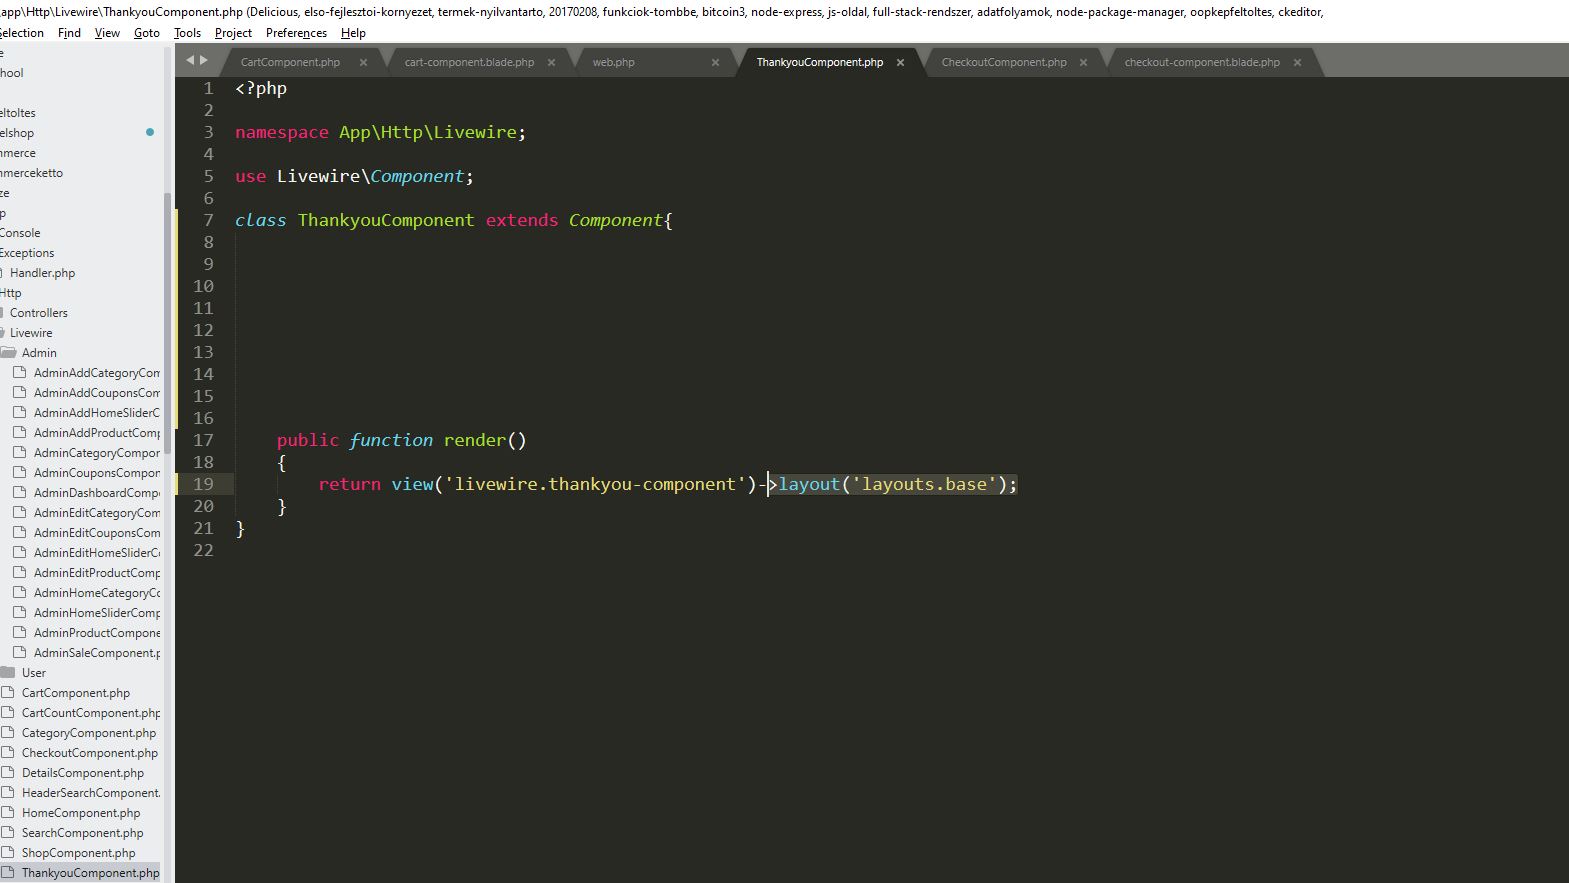 app\Http\Livewire\ThankyouComponent.php (Delicious, elso-fejlesztoi-kornyezet, termek-nyilvantarto, 20170208, funkciok-tombbe, bitcoin3, node-express, js-oldal, full-stack-rendszer, adatfolyamok, node-package-manager, oopkepfeltoltes, ckeditor,
Selection Find View Goto Tools Project Preferences Help
e
hool
eltoltes
elshop
nmerce
nmerceketto
ze
p
Console
Exceptions
Handler.php
Http
Controllers
Livewire
Admin
AdminAddCategoryCom
AdminAddCouponsCom
AdminAddHomeSliderC
AdminAddProductComp
AdminCategoryCompor
AdminCouponsCompon
AdminDashboardCompo
AdminEditCategoryCom
AdminEditCouponsCom
AdminEditHomeSliderCo
AdminEditProductComp
AdminHomeCategoryCo
AdminHomeSliderComp
AdminProductCompone
AdminSaleComponent.p
User
CartComponent.php
CartCountComponent.php
CategoryComponent.php
CheckoutComponent.php
DetailsComponent.php
HeaderSearchComponent.
HomeComponent.php
SearchComponent.php
ShopComponent.php
ThankyouComponent.php
CartComponent.php × cart-component.blade.php × web.php × ThankyouComponent.php × CheckoutComponent.php × checkout-component.blade.php ×
1 <?php
2
3 namespace App\Http\Livewire;
4
5 use Livewire\Component;
6
7 class ThankyouComponent extends Component{
8
9
10
11
12
13
14
15
16
17 public function render()
18 {
19 return view('livewire.thankyou-component')->layout('layouts.base');
20 }
21 }
22